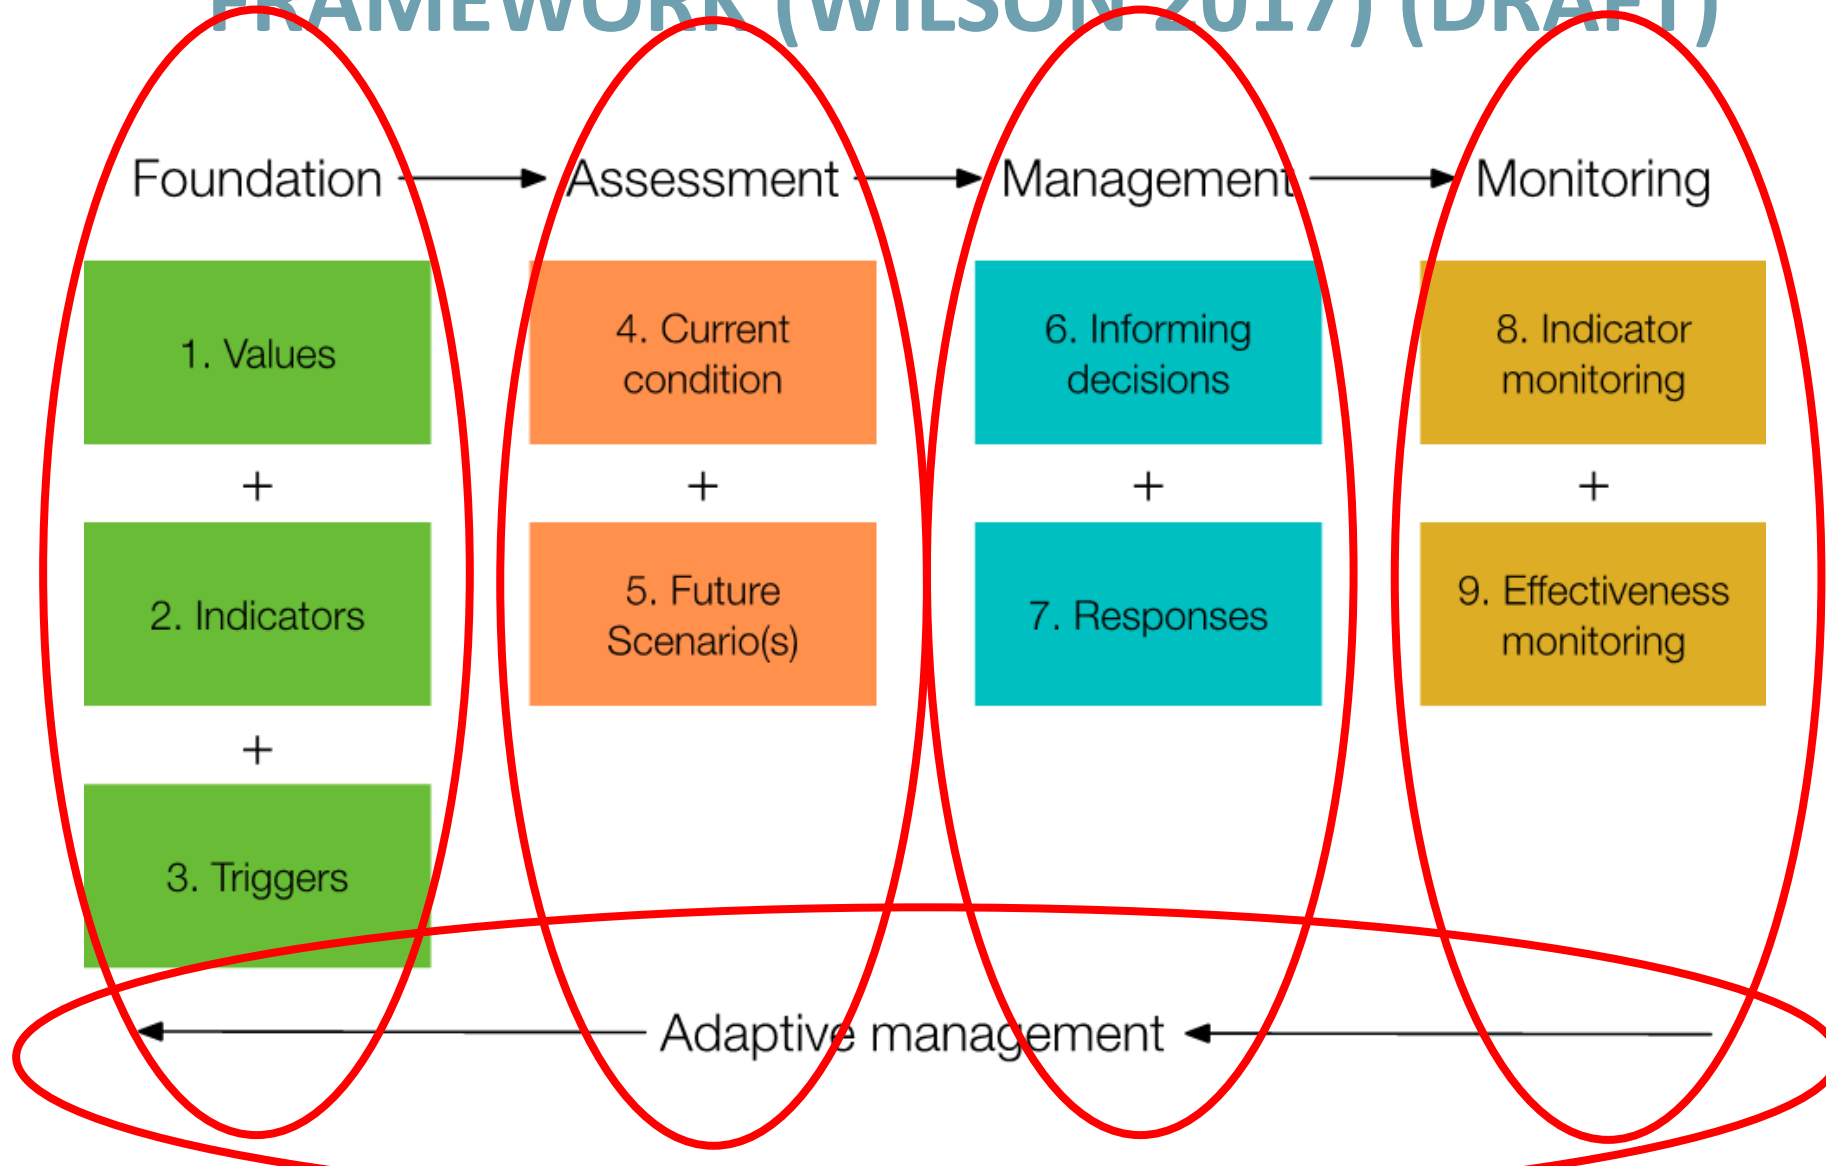 FRAMEWORK (WILSON 2017) (DRAFT)
Foundation
Assessment
Management
Monitoring
1. Values
4. Current
condition
6. Informing
decisions
8. Indicator
monitoring
+
+
+
+
2. Indicators
5. Future
Scenario(s)
7. Responses
9. Effectiveness
monitoring
+
3. Triggers
Adaptive management